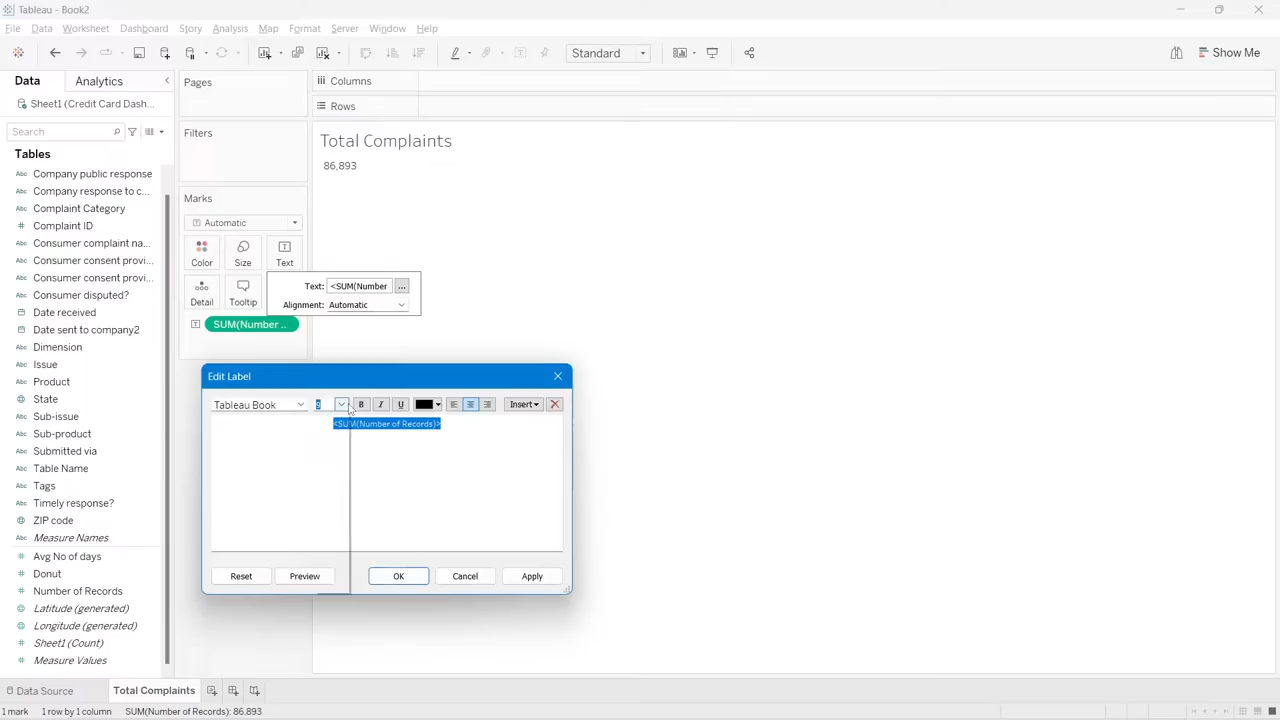 Tableau - Book2
File Data Worksheet Dashboard Story Analysis Map Format Server Window Help
Standard
Show Me
Data Analytics
Pages
Columns
Sheet1 (Credit Card Dash...
Rows
Search
Filters
Tables
Total Complaints
86,893
Company public response
Company response to c...
Marks
Complaint Category
Automatic
Complaint ID
Consumer complaint na...
Color Size Text
Consumer consent provi...
Consumer consent provi...
Text: <SUM(Number ...
Consumer disputed?
Detail Tooltip
Alignment: Automatic
Date received
SUM(Number ..
Date sent to company2
Dimension
Issue
Edit Label
Product
State
Tableau Book 9 B I U Insert
Sub-issue
<SUM(Number of Records)>
Sub-product
Submitted via
Table Name
Tags
Timely response?
ZIP code
Measure Names
Avg No of days
Donut
Reset Preview OK Cancel Apply
Number of Records
Latitude (generated)
Longitude (generated)
Sheet1 (Count)
Measure Values
Data Source Total Complaints
1 mark 1 row by 1 column SUM(Number of Records): 86,893